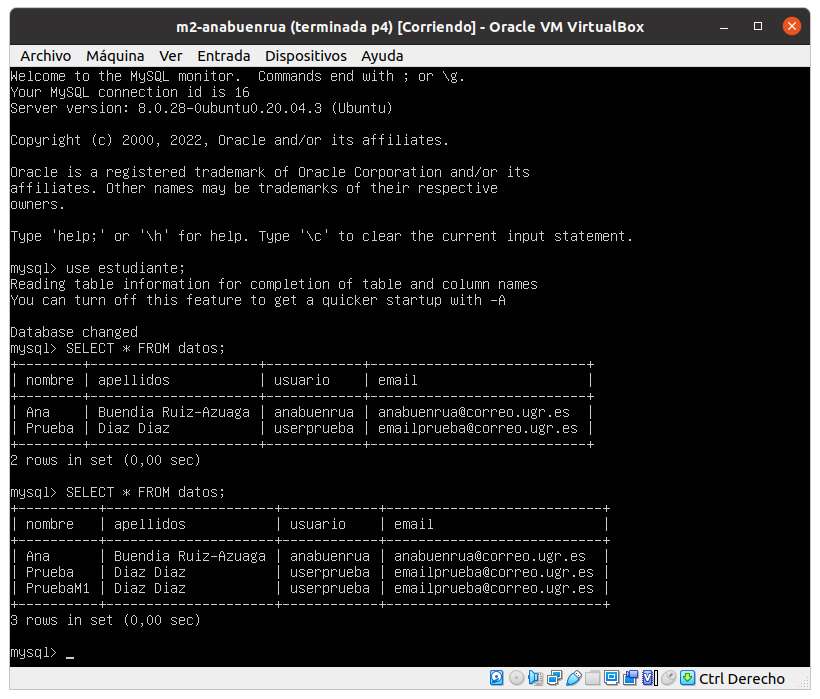 m2-anabuenrua (terminada p4) [Corriendo] - Oracle VM VirtualBox
Archivo Máquina Ver Entrada Dispositivos Ayuda
Welcome to the MySQL monitor.  Commands end with ; or \g.
Your MySQL connection id is 16
Server version: 8.0.28-0ubuntu0.20.04.3 (Ubuntu)
Copyright (c) 2000, 2022, Oracle and/or its affiliates.
Oracle is a registered trademark of Oracle Corporation and/or its
affiliates. Other names may be trademarks of their respective
owners.
Type 'help;' or '\h' for help. Type '\c' to clear the current input statement.
mysql> use estudiante;
Reading table information for completion of table and column names
You can turn off this feature to get a quicker startup with -A
Database changed
mysql> SELECT * FROM datos;
+--------+---------------------+------------+---------------------------+
| nombre | apellidos           | usuario    | email                     |
+--------+---------------------+------------+---------------------------+
| Ana    | Buendia Ruiz-Azuaga | anabuenrua | anabuenrua@correo.ugr.es  |
| Prueba | Diaz Diaz           | userprueba | emailprueba@correo.ugr.es |
+--------+---------------------+------------+---------------------------+
2 rows in set (0,00 sec)
mysql> SELECT * FROM datos;
+----------+---------------------+------------+---------------------------+
| nombre   | apellidos           | usuario    | email                     |
+----------+---------------------+------------+---------------------------+
| Ana      | Buendia Ruiz-Azuaga | anabuenrua | anabuenrua@correo.ugr.es  |
| Prueba   | Diaz Diaz           | userprueba | emailprueba@correo.ugr.es |
| PruebaM1 | Diaz Diaz           | userprueba | emailprueba@correo.ugr.es |
+----------+---------------------+------------+---------------------------+
3 rows in set (0,00 sec)
mysql> _
Ctrl Derecho